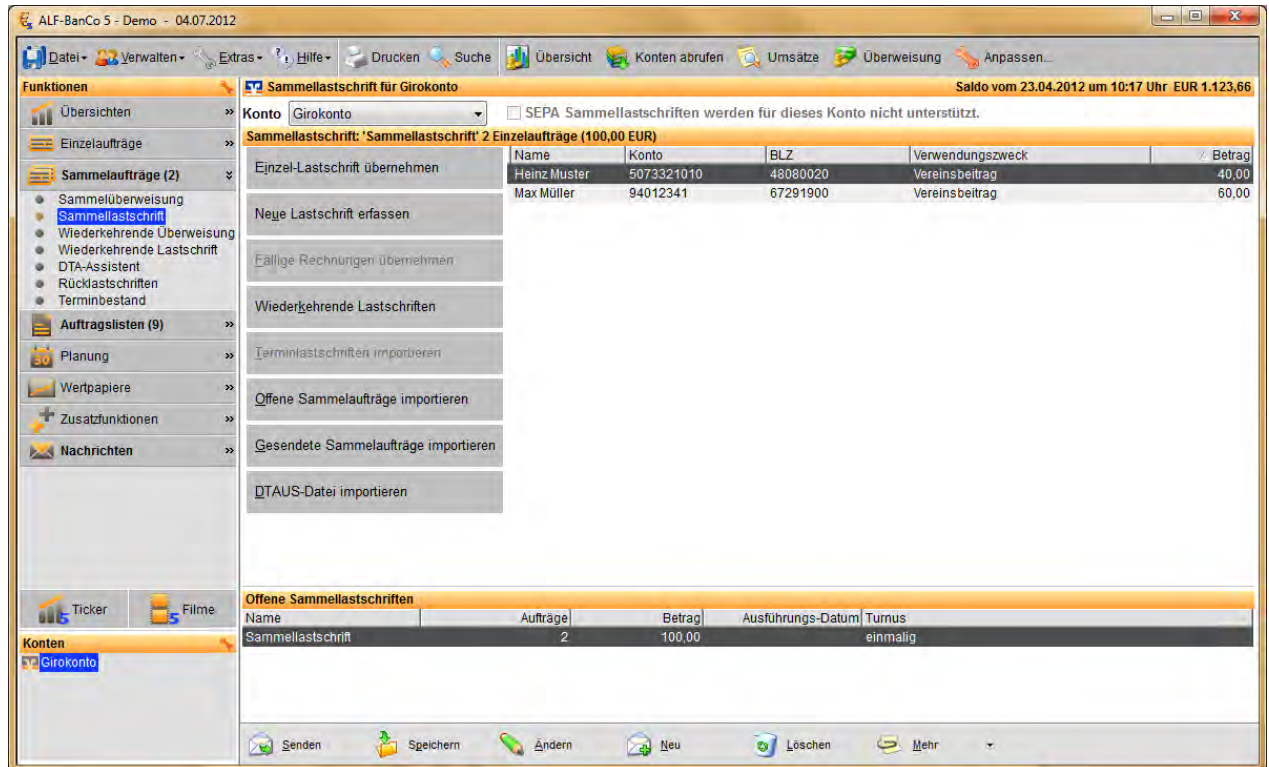 ALF-BanCo 5 - Demo - 04.07.2012
Datei Verwalten Extras Hilfe Drucken Suche Übersicht Konten abrufen Umsätze Überweisung Anpassen...
Funktionen
Übersichten
Einzelaufträge
Sammelaufträge (2)
Sammelüberweisung
Sammellastschrift
Wiederkehrende Überweisung
Wiederkehrende Lastschrift
DTA-Assistent
Rücklastschriften
Terminbestand
Auftragslisten (9)
30 Planung
Wertpapiere
Zusatzfunktionen
Nachrichten
5 Ticker 5 Filme
Konten
Girokonto
Sammellastschrift für Girokonto Saldo vom 23.04.2012 um 10:17 Uhr EUR 1.123,66
Konto Girokonto SEPA Sammellastschriften werden für dieses Konto nicht unterstützt.
Sammellastschrift: 'Sammellastschrift' 2 Einzelaufträge (100,00 EUR)
Einzel-Lastschrift übernehmen
Neue Lastschrift erfassen
Fällige Rechnungen übernehmen
Wiederkehrende Lastschriften
Terminlastschriften importieren
Offene Sammelaufträge importieren
Gesendete Sammelaufträge importieren
DTAUS-Datei importieren
Name Konto BLZ Verwendungszweck Betrag
Heinz Muster 5073321010 48080020 Vereinsbeitrag 40,00
Max Müller 94012341 67291900 Vereinsbeitrag 60,00
Offene Sammellastschriften
Name Aufträge Betrag Ausführungs-Datum Turnus
Sammellastschrift 2 100,00 einmalig
Senden Speichern Ändern Neu Löschen Mehr